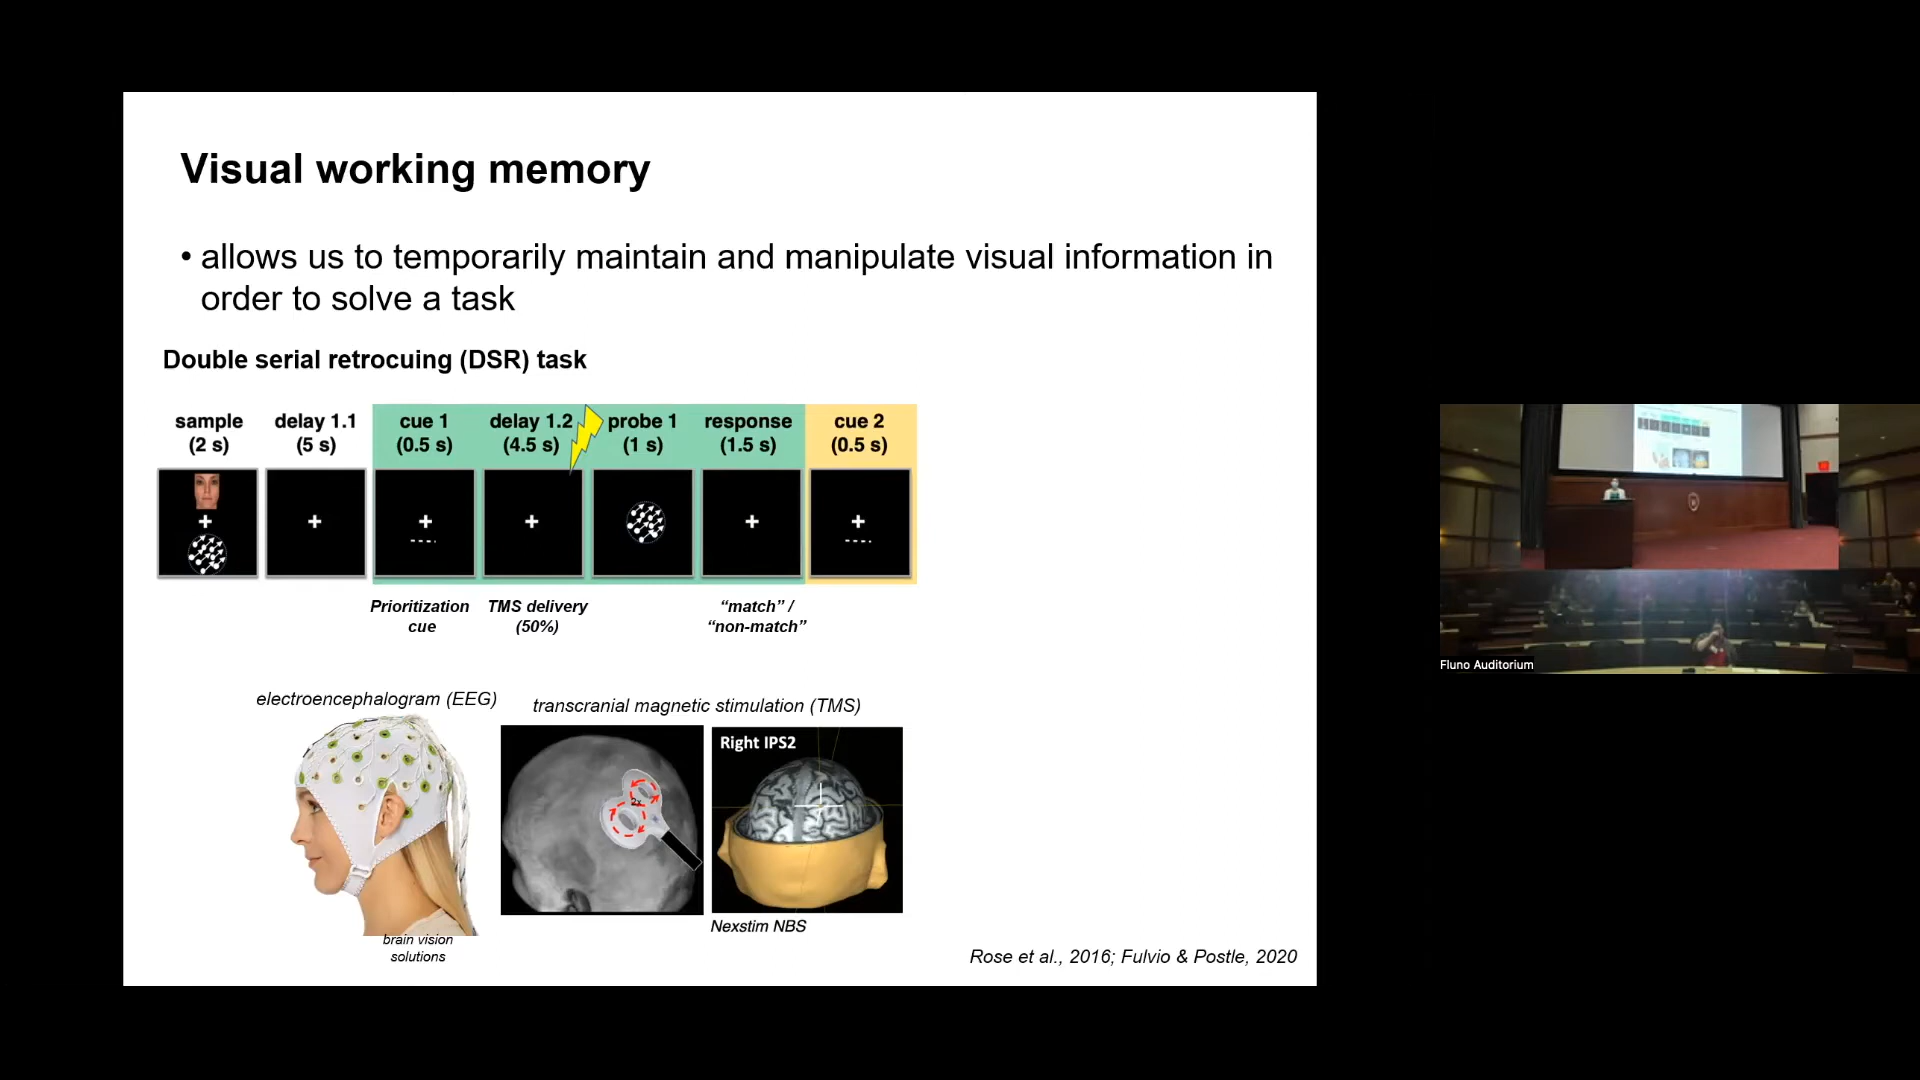 Visual working memory
• allows us to temporarily maintain and manipulate visual information in
order to solve a task
Double serial retrocuing (DSR) task
sample
(2 s)
delay 1.1
(5 s)
cue 1
(0.5 s)
delay 1.2
(4.5 s)
probe 1
(1 s)
response
(1.5 s)
cue 2
(0.5 s)
Prioritization
cue
TMS delivery
(50%)
“match” /
“non-match”
electroencephalogram (EEG)
transcranial magnetic stimulation (TMS)
2x
Right IPS2
brain vision
solutions
Nexstim NBS
Rose et al., 2016; Fulvio & Postle, 2020
Fluno Auditorium